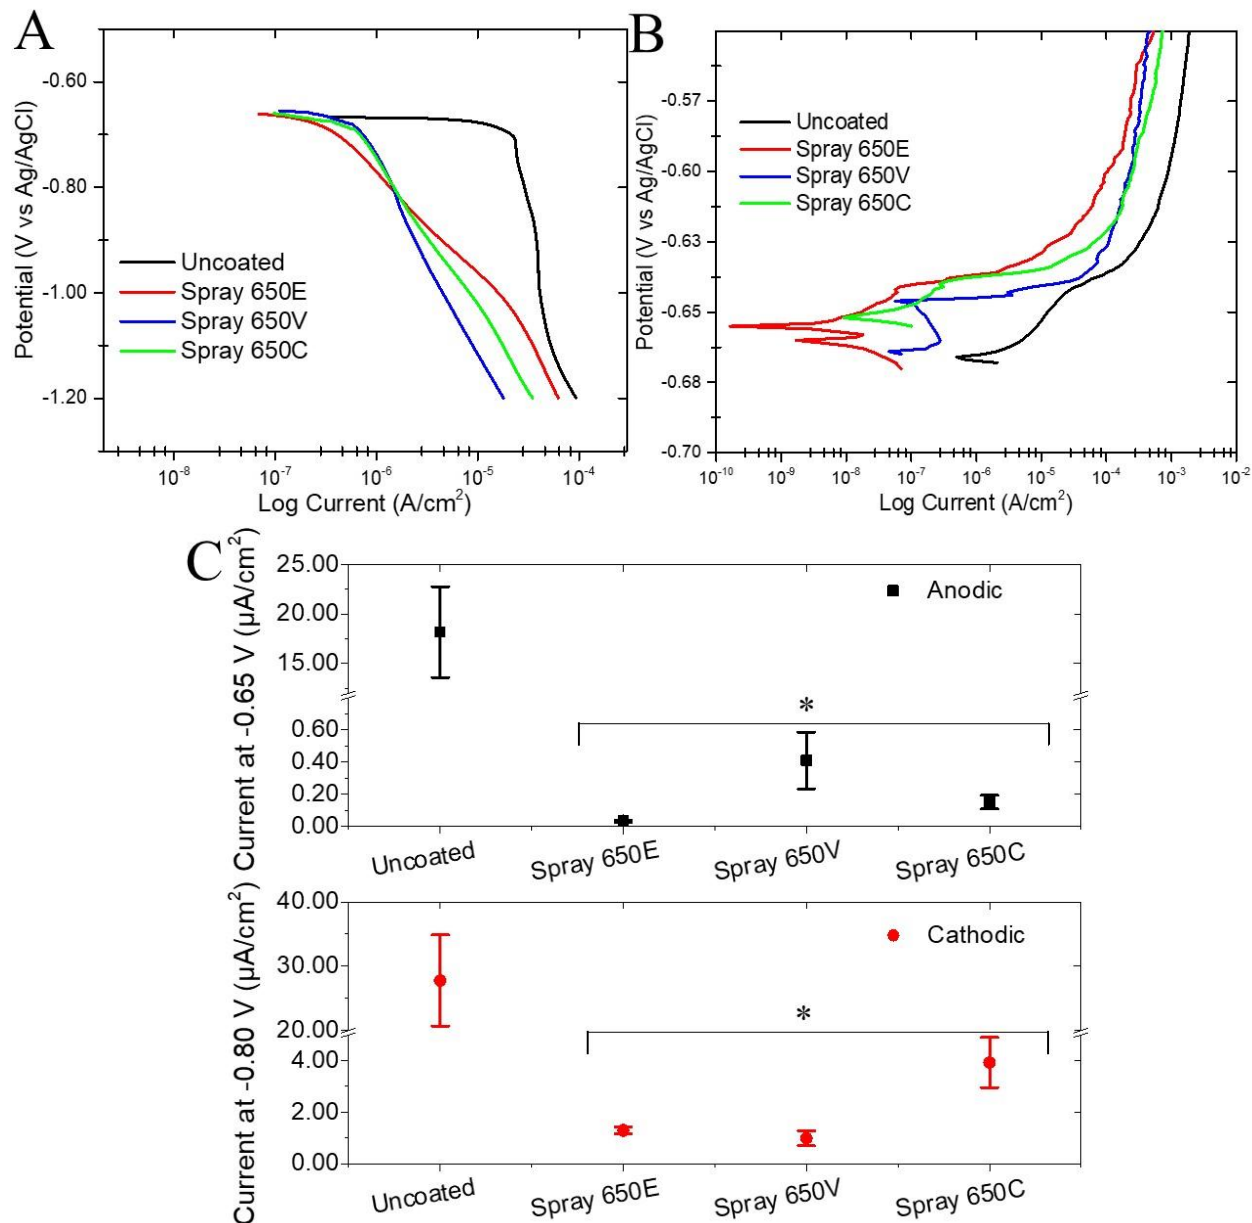 A
Potential (V vs Ag/AgCl)
-0.60
-0.80
-1.00
-1.20
Uncoated
Spray 650E
Spray 650V
Spray 650C
10-8
10-7
10-6
10-5
10-4
Log Current (A/cm2)
B
Potential (V vs Ag/AgCl)
-0.57
-0.60
-0.63
-0.65
-0.68
-0.70
Uncoated
Spray 650E
Spray 650V
Spray 650C
10-10
10-9
10-8
10-7
10-6
10-5
10-4
10-3
10-2
Log Current (A/cm2)
C
Current at -0.65 V (µA/cm2)
25.00
20.00
15.00
0.60
0.40
0.20
0.00
Anodic
*
Uncoated
Spray 650E
Spray 650V
Spray 650C
Current at -0.80 V (µA/cm2)
40.00
30.00
20.00
4.00
2.00
0.00
Cathodic
*
Uncoated
Spray 650E
Spray 650V
Spray 650C